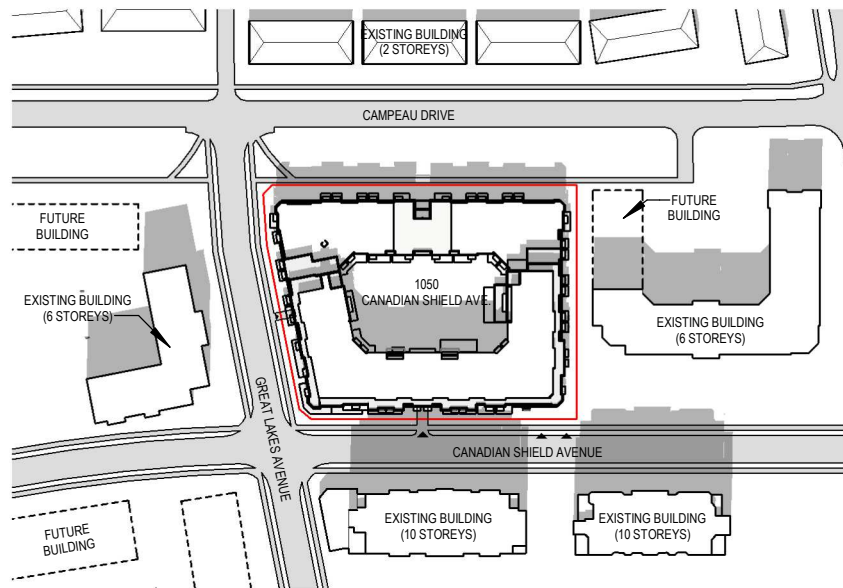 EXISTING BUILDING
(2 STOREYS)
CAMPEAU DRIVE
FUTURE
BUILDING
FUTURE
BUILDING
1050
CANADIAN SHIELD AVE.
EXISTING BUILDING
(6 STOREYS)
EXISTING BUILDING
(6 STOREYS)
GREAT LAKES AVENUE
CANADIAN SHIELD AVENUE
EXISTING BUILDING
(10 STOREYS)
EXISTING BUILDING
(10 STOREYS)
FUTURE
BUILDING